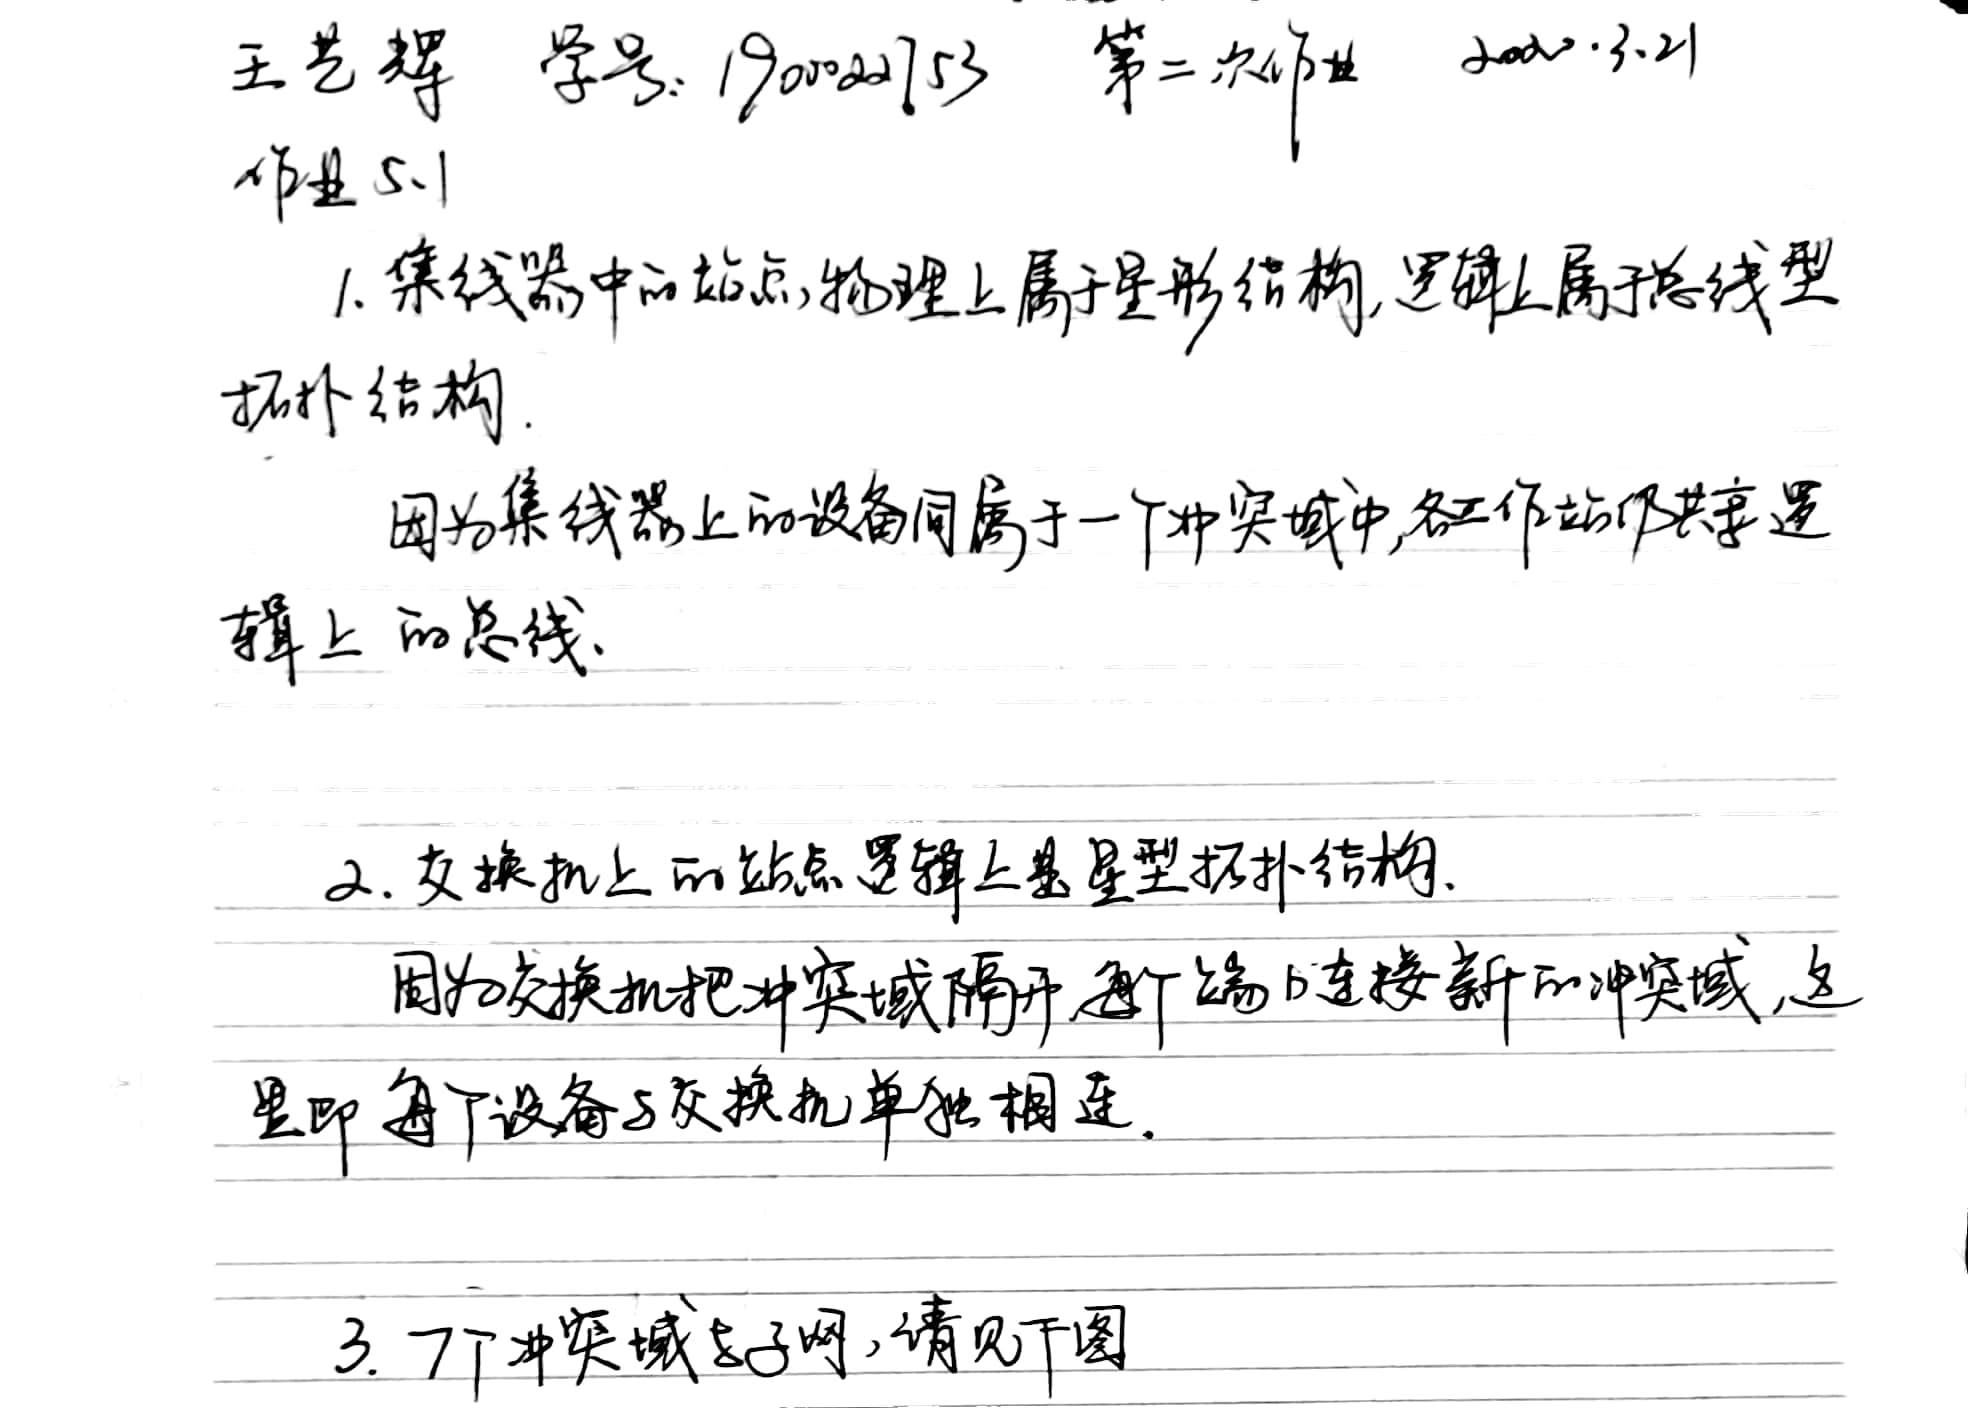 王艺辉 学号:1900022753 第二次作业 2020.3.21
作业5.1
1. 集线器中的站点,物理上属于星形结构,逻辑上属于总线型
拓扑结构.
因为集线器上的设备间属于一个冲突域中,各工作站仍共享逻
辑上的总线.
2. 交换机上的站点逻辑上是星型拓扑结构.
因为交换机把冲突域隔开,每个端口连接新的冲突域,这
里即每个设备与交换机单独相连.
3. 7个冲突域 子网,请见下图